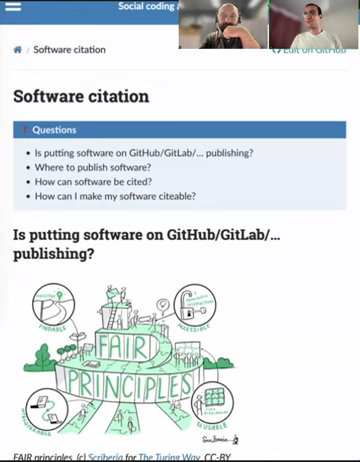 Social coding
/ Software citation
Edit on GitHub
Software citation
? Questions
• Is putting software on GitHub/GitLab/… publishing?
• Where to publish software?
• How can software be cited?
• How can I make my software citeable?
Is putting software on GitHub/GitLab/…
publishing?
FINDABLE
ACCESSIBLE
FAIR
PRINCIPLES
INTEROPERABLE
REUSABLE
Scriberia
FAIR principles. (c) Scriberia for The Turing Way, CC-BY